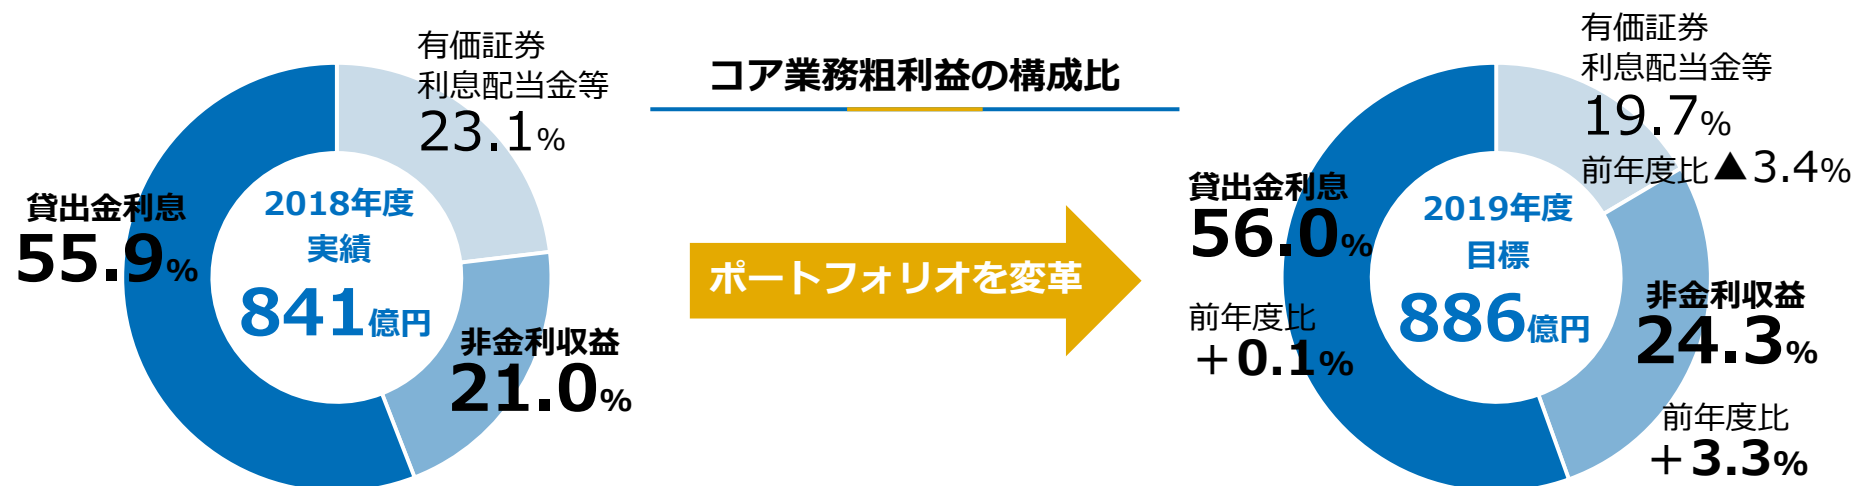 コア業務粗利益の構成比
有価証券
利息配当金等
23.1%
貸出金利息
55.9%
2018年度
実績
841億円
非金利収益
21.0%
ポートフォリオを変革
有価証券
利息配当金等
19.7%
前年度比▲3.4%
貸出金利息
56.0%
前年度比
＋0.1%
2019年度
目標
886億円
非金利収益
24.3%
前年度比
＋3.3%